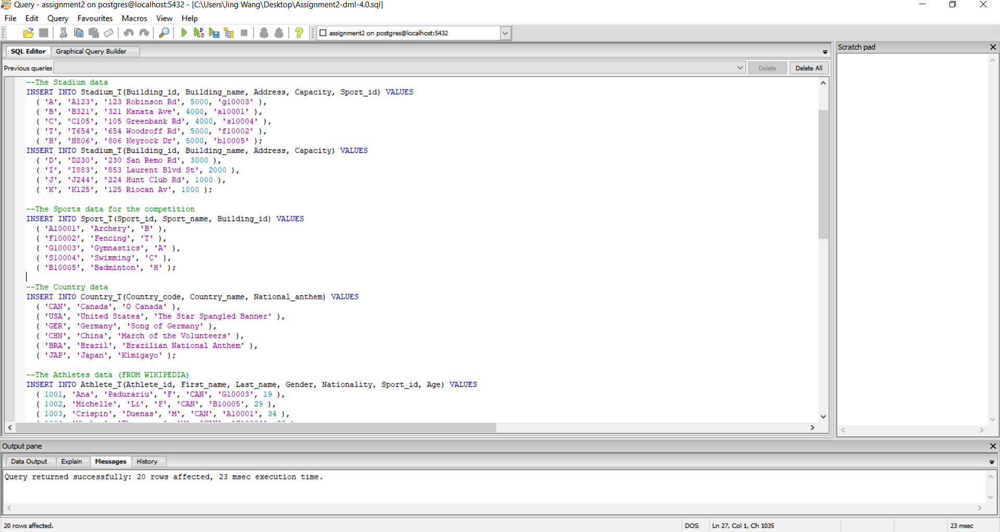 Query - assignment2 on postgres@localhost:5432 - [C:\Users\Jing Wang\Desktop\Assignment2-dml-4.0.sql]
File Edit Query Favourites Macros View Help
assignment2 on postgres@localhost:5432
SQL Editor Graphical Query Builder
Scratch pad
Previous queries Delete Delete All
--The Stadium data
INSERT INTO Stadium_T(Building_id, Building_name, Address, Capacity, Sport_id) VALUES
( 'A', 'A123', '123 Robinson Rd', 5000, 'g10003' ),
( 'B', 'B321', '321 Kanata Ave', 4000, 'a10001' ),
( 'C', 'C105', '105 Greenbank Rd', 4000, 's10004' ),
( 'T', 'T654', '654 Woodroff Rd', 5000, 'f10002' ),
( 'H', 'H806', '806 Keyrock Dr', 5000, 'b10005' );
INSERT INTO Stadium_T(Building_id, Building_name, Address, Capacity) VALUES
( 'D', 'D230', '230 San Remo Rd', 3000 ),
( 'I', 'I883', '853 Laurent Blvd St', 2000 ),
( 'J', 'J244', '224 Hunt Club Rd', 1000 ),
( 'K', 'K125', '125 Riocan Av', 1000 );
--The Sports data for the competition
INSERT INTO Sport_T(Sport_id, Sport_name, Building_id) VALUES
( 'A10001', 'Archery', 'B' ),
( 'F10002', 'Fencing', 'T' ),
( 'G10003', 'Gymnastics', 'A' ),
( 'S10004', 'Swimming', 'C' ),
( 'B10005', 'Badminton', 'H' );
--The Country data
INSERT INTO Country_T(Country_code, Country_name, National_anthem) VALUES
( 'CAN', 'Canada', 'O Canada' ),
( 'USA', 'United States', 'The Star Spangled Banner' ),
( 'GER', 'Germany', 'Song of Germany' ),
( 'CHN', 'China', 'March of the Volunteers' ),
( 'BRA', 'Brazil', 'Brazilian National Anthem' ),
( 'JAP', 'Japan', 'Kimigayo' );
--The Athletes data (FROM WIKIPEDIA)
INSERT INTO Athlete_T(Athlete_id, First_name, Last_name, Gender, Nationality, Sport_id, Age) VALUES
( 1001, 'Ana', 'Padurariu', 'F', 'CAN', 'G10003', 19 ),
( 1002, 'Michelle', 'Li', 'F', 'CAN', 'B10005', 29 ),
( 1003, 'Crispin', 'Duenas', 'M', 'CAN', 'A10001', 34 ),
Output pane
Data Output Explain Messages History
Query returned successfully: 20 rows affected, 23 msec execution time.
20 rows affected. DOS Ln 27, Col 1, Ch 1035 23 msec